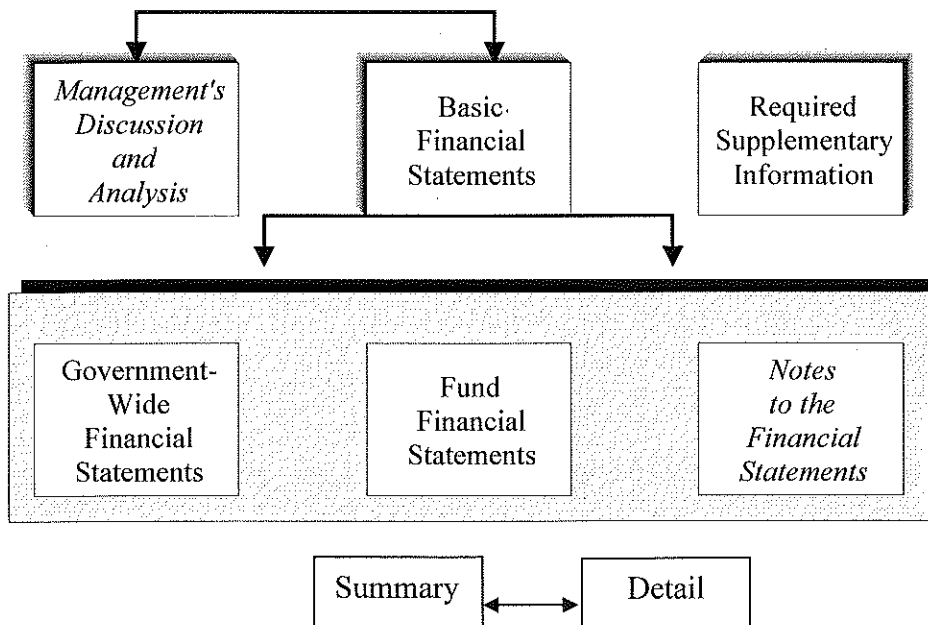 Management's
Discussion
and
Analysis
Basic
Financial
Statements
Required
Supplementary
Information
Government-
Wide
Financial
Statements
Fund
Financial
Statements
Notes
to the
Financial
Statements
Summary
Detail